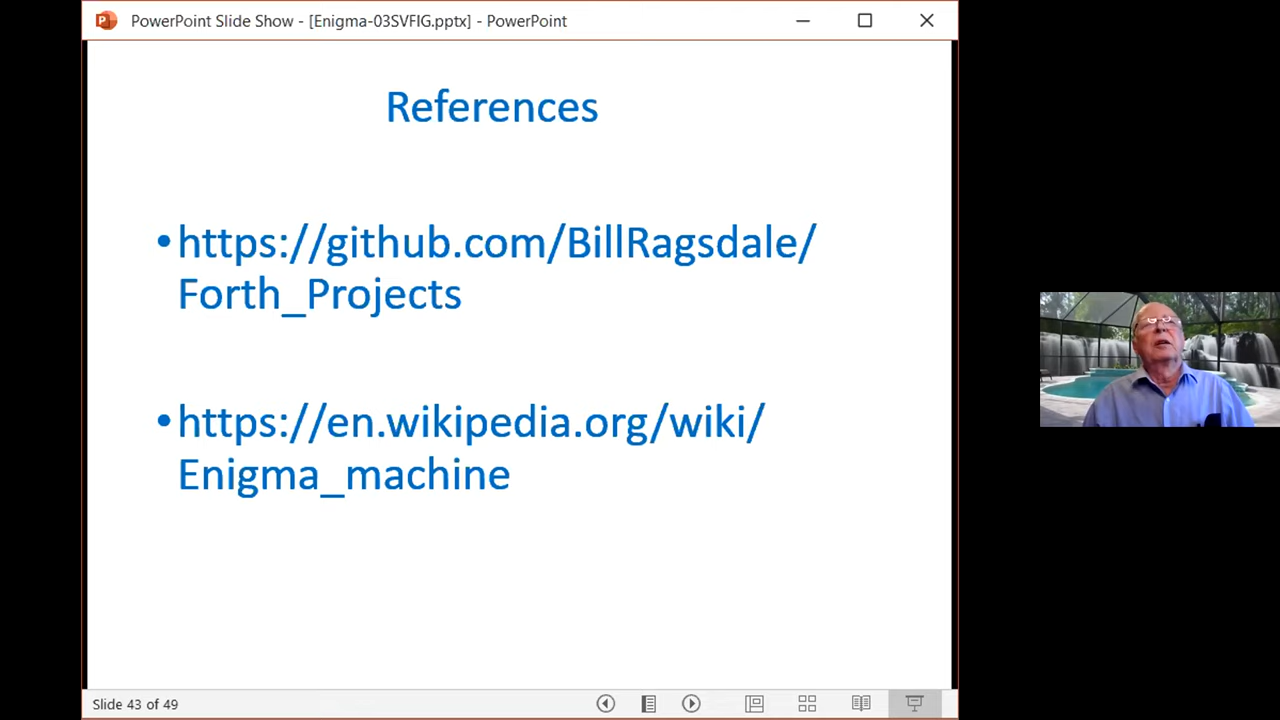 PowerPoint Slide Show - [Enigma-03SVFIG.pptx] - PowerPoint
References
•https://github.com/BillRagsdale/
Forth_Projects
•https://en.wikipedia.org/wiki/
Enigma_machine
Slide 43 of 49